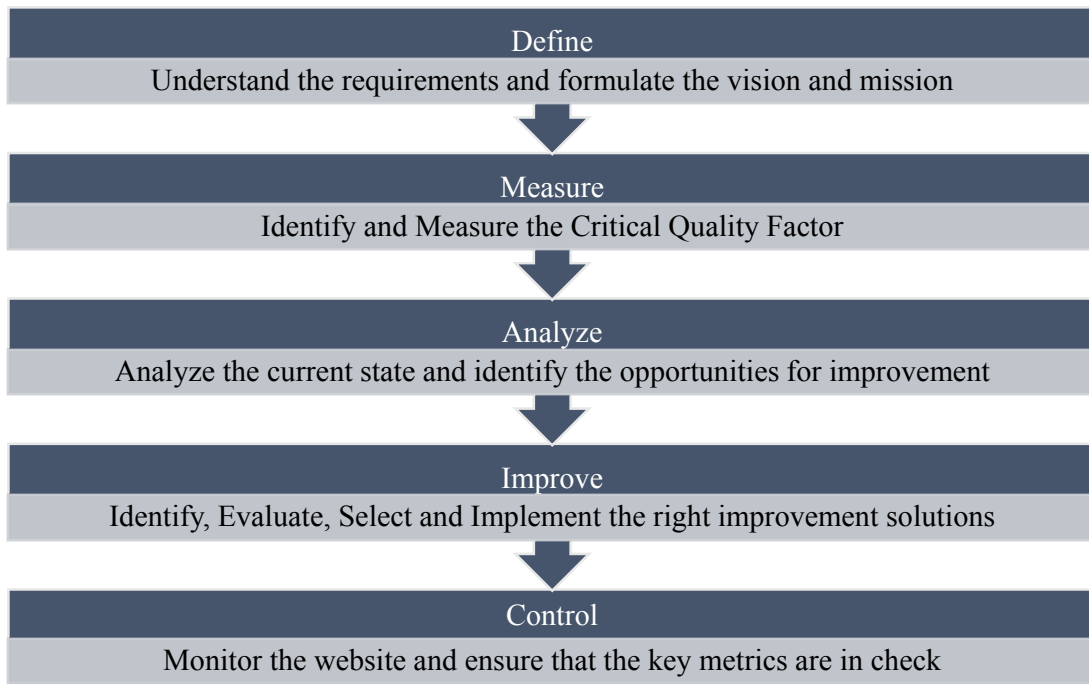 Define
Understand the requirements and formulate the vision and mission
Measure
Identify and Measure the Critical Quality Factor
Analyze
Analyze the current state and identify the opportunities for improvement
Improve
Identify, Evaluate, Select and Implement the right improvement solutions
Control
Monitor the website and ensure that the key metrics are in check